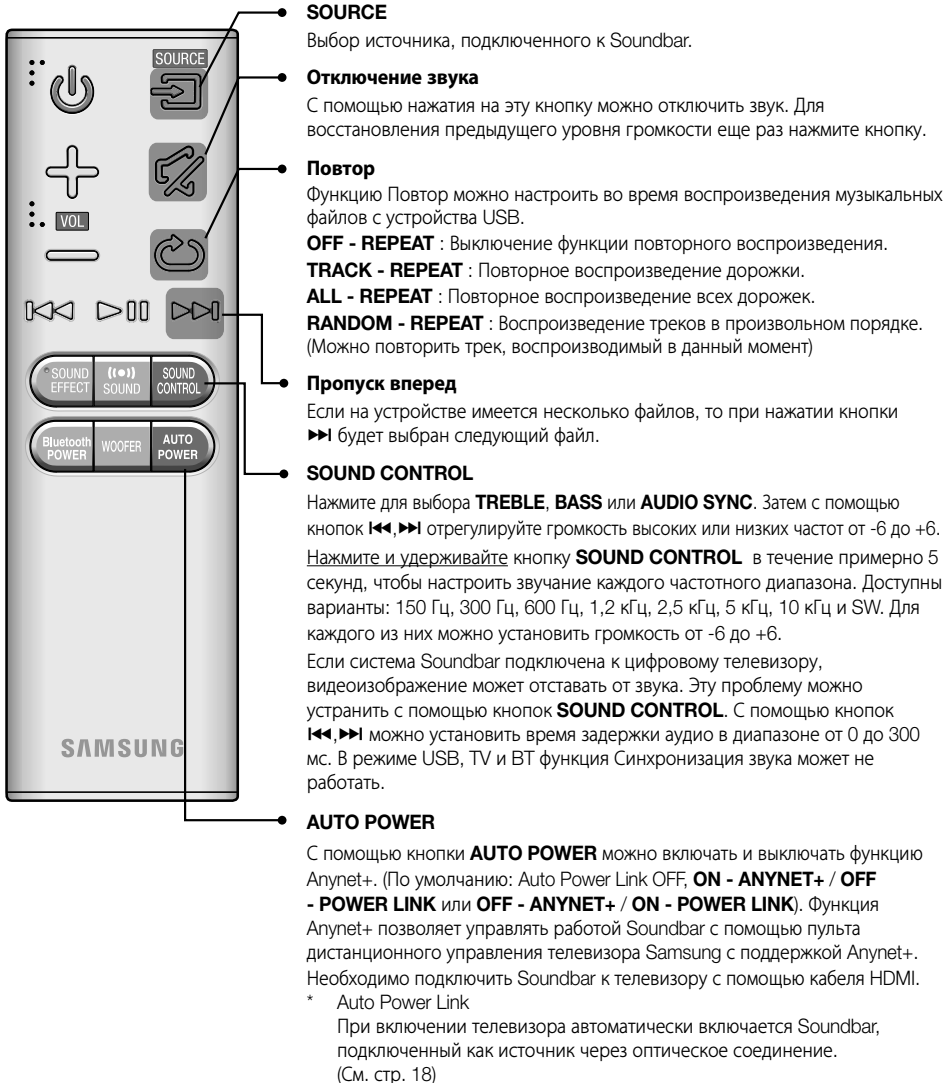 SOURCE
Выбор источника, подключенного к Soundbar.
Отключение звука
С помощью нажатия на эту кнопку можно отключить звук. Для
восстановления предыдущего уровня громкости еще раз нажмите кнопку.
Повтор
Функцию Повтор можно настроить во время воспроизведения музыкальных
файлов с устройства USB.
OFF - REPEAT : Выключение функции повторного воспроизведения.
TRACK - REPEAT : Повторное воспроизведение дорожки.
ALL - REPEAT : Повторное воспроизведение всех дорожек.
RANDOM - REPEAT : Воспроизведение треков в произвольном порядке.
(Можно повторить трек, воспроизводимый в данный момент)
Пропуск вперед
Если на устройстве имеется несколько файлов, то при нажатии кнопки
▶▶I будет выбран следующий файл.
SOUND CONTROL
Нажмите для выбора TREBLE, BASS или AUDIO SYNC. Затем с помощью
кнопок I◀◀,▶▶I отрегулируйте громкость высоких или низких частот от -6 до +6.
Нажмите и удерживайте кнопку SOUND CONTROL в течение примерно 5
секунд, чтобы настроить звучание каждого частотного диапазона. Доступны
варианты: 150 Гц, 300 Гц, 600 Гц, 1,2 кГц, 2,5 кГц, 5 кГц, 10 кГц и SW. Для
каждого из них можно установить громкость от -6 до +6.
Если система Soundbar подключена к цифровому телевизору,
видеоизображение может отставать от звука. Эту проблему можно
устранить с помощью кнопок SOUND CONTROL. С помощью кнопок
I◀◀,▶▶I можно установить время задержки аудио в диапазоне от 0 до 300
мс. В режиме USB, TV и BT функция Синхронизация звука может не
работать.
AUTO POWER
С помощью кнопки AUTO POWER можно включать и выключать функцию
Anynet+. (По умолчанию: Auto Power Link OFF, ON - ANYNET+ / OFF
- POWER LINK или OFF - ANYNET+ / ON - POWER LINK). Функция
Anynet+ позволяет управлять работой Soundbar с помощью пульта
дистанционного управления телевизора Samsung с поддержкой Anynet+.
Необходимо подключить Soundbar к телевизору с помощью кабеля HDMI.
* Auto Power Link
При включении телевизора автоматически включается Soundbar,
подключенный как источник через оптическое соединение.
(См. стр. 18)
SOURCE
VOL
SOUND
EFFECT
SOUND
SOUND
CONTROL
Bluetooth
POWER
WOOFER
AUTO
POWER
SAMSUNG